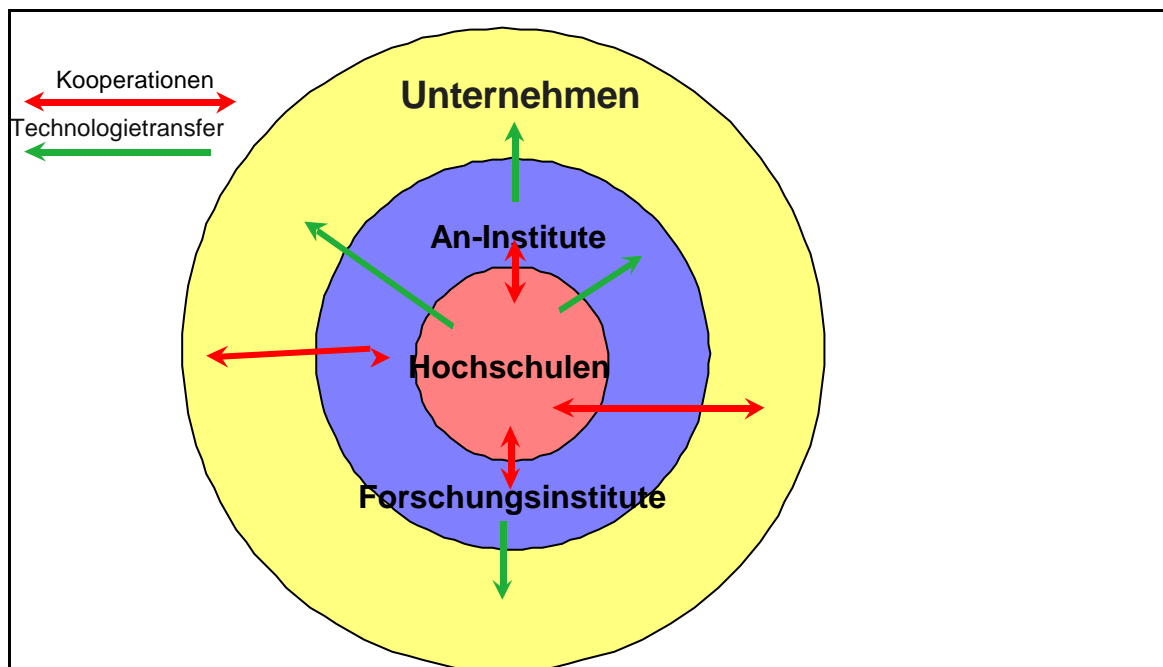 Kooperationen
Technologietransfer
Unternehmen
An-Institute
Hochschulen
Forschungsinstitute